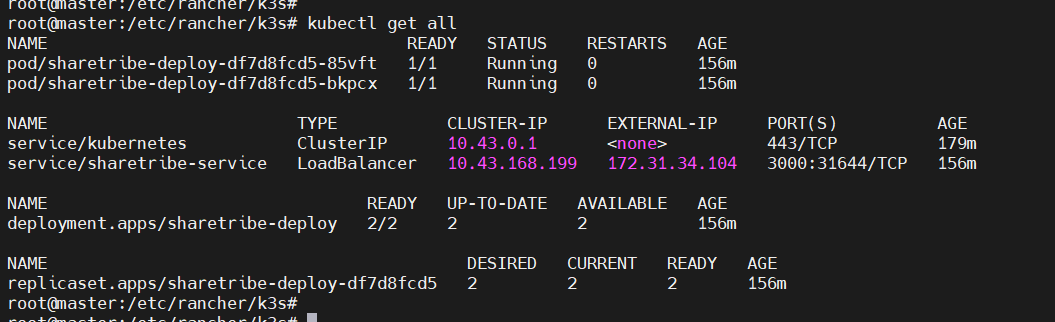 root@master:/etc/rancher/k3s#
root@master:/etc/rancher/k3s# kubectl get all
NAME READY STATUS RESTARTS AGE
pod/sharetribe-deploy-df7d8fcd5-85vft 1/1 Running 0 156m
pod/sharetribe-deploy-df7d8fcd5-bkpcx 1/1 Running 0 156m
NAME TYPE CLUSTER-IP EXTERNAL-IP PORT(S) AGE
service/kubernetes ClusterIP 10.43.0.1 <none> 443/TCP 179m
service/sharetribe-service LoadBalancer 10.43.168.199 172.31.34.104 3000:31644/TCP 156m
NAME READY UP-TO-DATE AVAILABLE AGE
deployment.apps/sharetribe-deploy 2/2 2 2 156m
NAME DESIRED CURRENT READY AGE
replicaset.apps/sharetribe-deploy-df7d8fcd5 2 2 2 156m
root@master:/etc/rancher/k3s#
root@master:/etc/rancher/k3s#